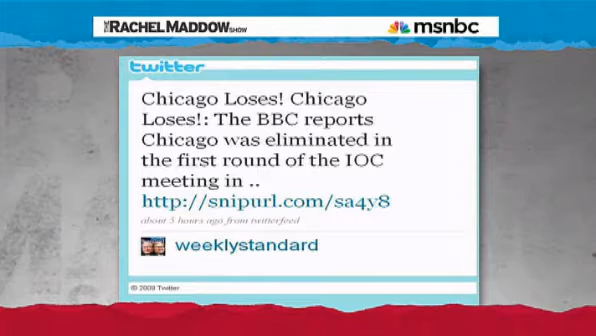 THE RACHEL MADDOW SHOW
msnbc
twitter
Chicago Loses! Chicago
Loses!: The BBC reports
Chicago was eliminated in
the first round of the IOC
meeting in ..
http://snipurl.com/sa4y8
about 5 hours ago from twitterfeed
weeklystandard
© 2009 Twitter